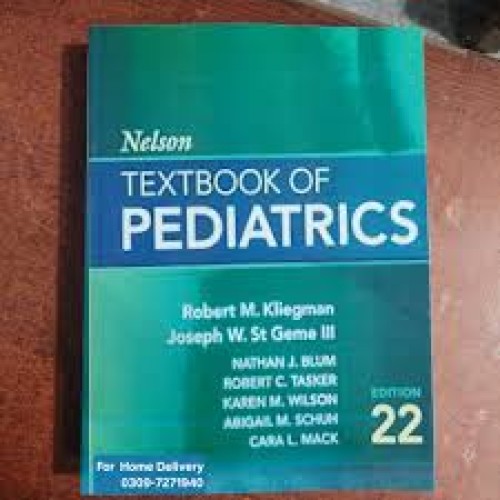 Nelson
TEXTBOOK OF
PEDIATRICS
Robert M. Kliegman
Joseph W. St Geme III
NATHAN J. BLUM
ROBERT C. TASKER
KAREN M. WILSON
ABIGAIL M. SCHUH
CARA L. MACK
EDITION
22
For Home Delivery
0309-7271940